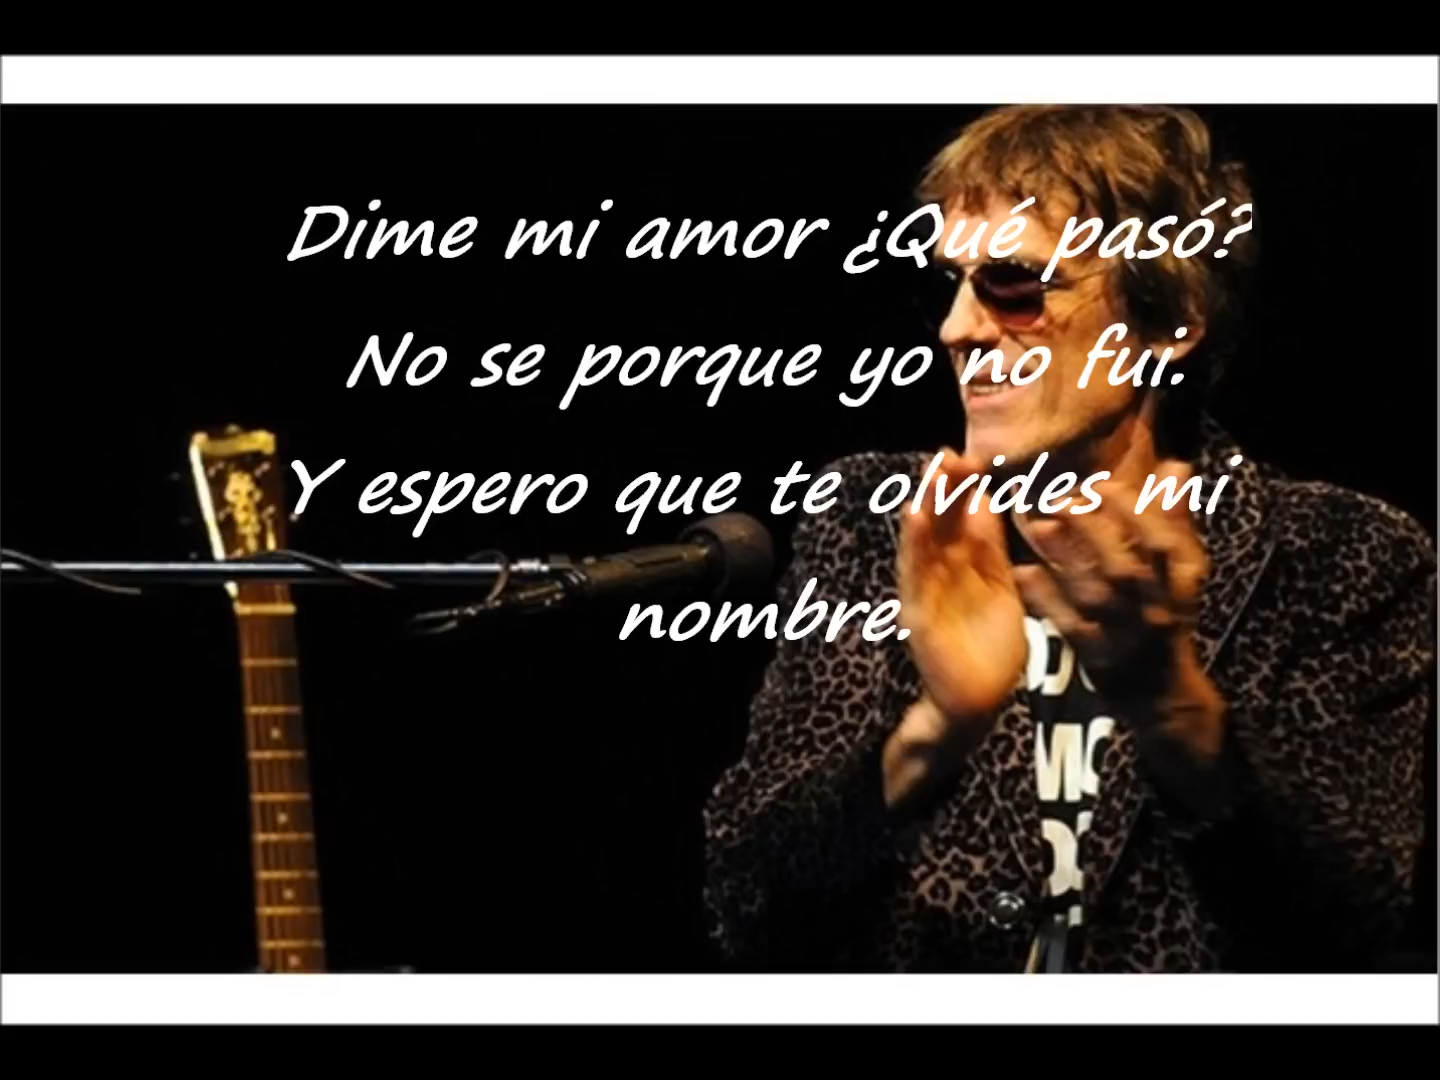 Dime mi amor ¿Qué pasó?
No se porque yo no fui.
Y espero que te olvides mi
nombre.